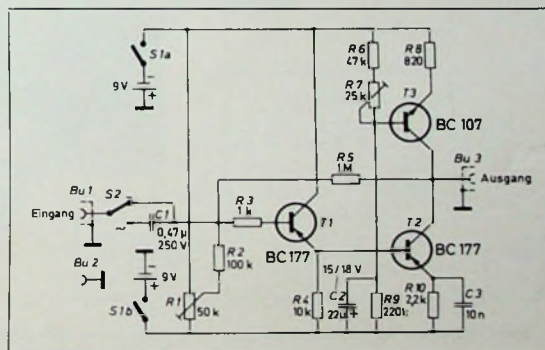 S1a
9V
+
R6
47k
R8
820
R7
25k
T3
BC 107
R5
1M
Bu 3
Ausgang
Bu 1
S2
Eingang
C1
0,47µ
250V
R3
1k
T1
BC 177
T2
BC 177
Bu 2
R2
100k
9V
+
S1b
R1
50k
15/18V
R4
10k
C2
22µ
+
R9
220k
R10
2,2k
C3
10n